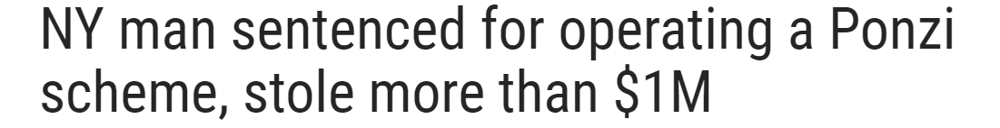 NY man sentenced for operating a Ponzi
scheme, stole more than $1M